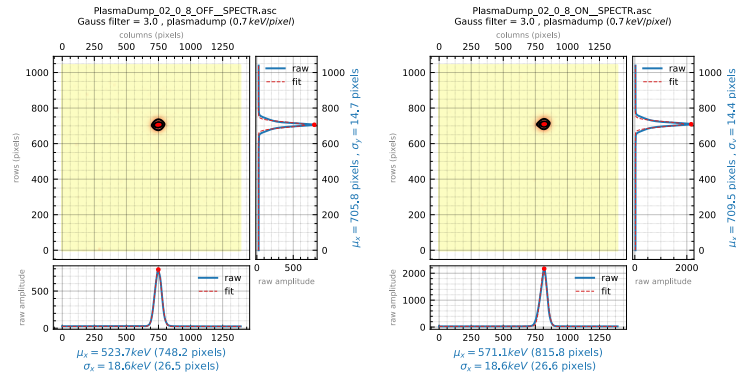 PlasmaDump_02_0_8_OFF__SPECTR.asc
Gauss filter = 3.0 , plasmadump (0.7keV/pixel)
columns (pixels)
0 250 500 750 1000 1250
1000
800
600
400
200
0
rows (pixels)
raw
fit
1000
800
600
400
200
0
500
raw amplitude
μx = 705.8 pixels , σy = 14.7 pixels
raw amplitude
500
0
raw
fit
0 250 500 750 1000 1250
μx = 523.7keV (748.2 pixels)
σx = 18.6keV (26.5 pixels)
PlasmaDump_02_0_8_ON__SPECTR.asc
Gauss filter = 3.0 , plasmadump (0.7keV/pixel)
columns (pixels)
0 250 500 750 1000 1250
1000
800
600
400
200
0
rows (pixels)
raw
fit
1000
800
600
400
200
0
0 2000
raw amplitude
μx = 709.5 pixels , σy = 14.4 pixels
raw amplitude
2000
1000
0
raw
fit
0 250 500 750 1000 1250
μx = 571.1keV (815.8 pixels)
σx = 18.6keV (26.6 pixels)